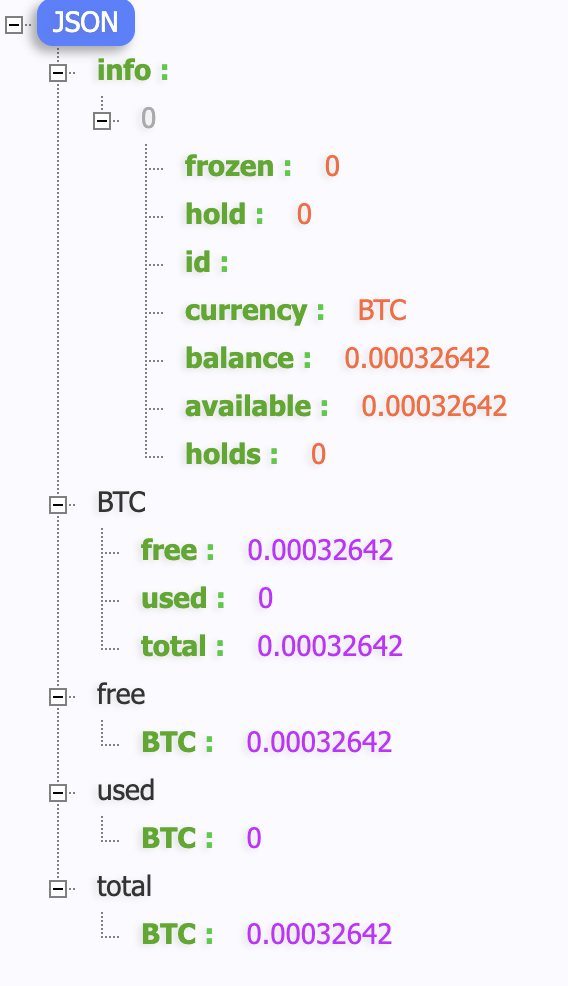 JSON
info :
0
frozen : 0
hold : 0
id :
currency : BTC
balance : 0.00032642
available : 0.00032642
holds : 0
BTC
free : 0.00032642
used : 0
total : 0.00032642
free
BTC : 0.00032642
used
BTC : 0
total
BTC : 0.00032642